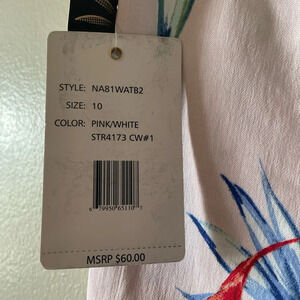 STYLE: NA81WATB2
SIZE: 10
COLOR: PINK/WHITE
STR4173 CW#1
MSRP $60.00